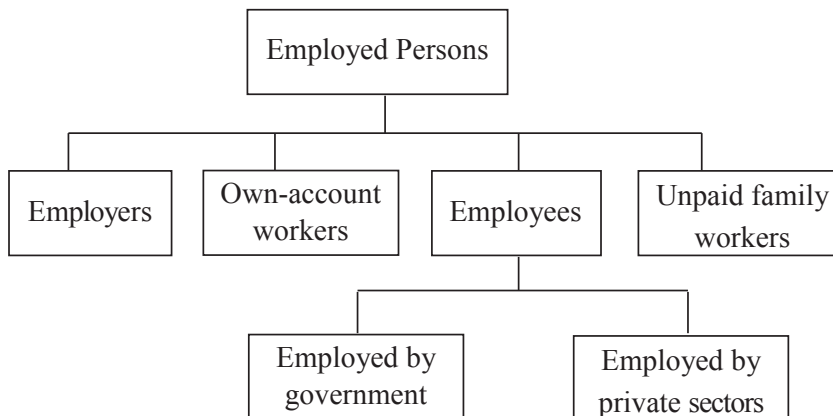 Employed Persons
Employers
Own-account
workers
Employees
Unpaid family
workers
Employed by
government
Employed by
private sectors